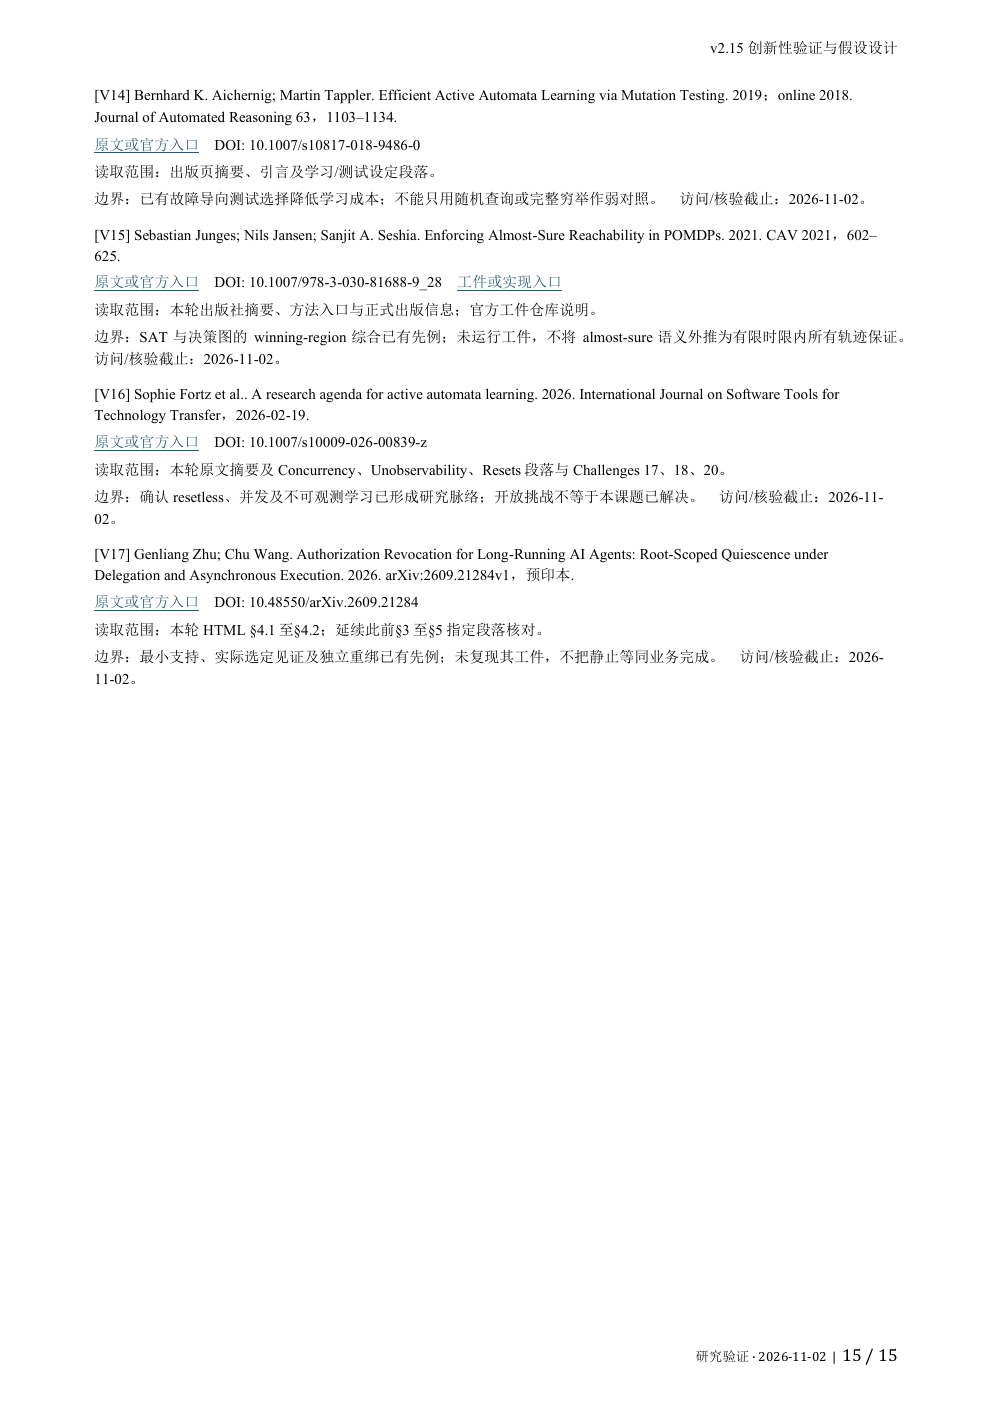 v2.15 创新性验证与假设设计
[V14] Bernhard K. Aichernig; Martin Tappler. Efficient Active Automata Learning via Mutation Testing. 2019；online 2018.
Journal of Automated Reasoning 63，1103–1134.
原文或官方入口 DOI: 10.1007/s10817-018-9486-0
读取范围：出版页摘要、引言及学习/测试设定段落。
边界：已有故障导向测试选择降低学习成本；不能只用随机查询或完整穷举作弱对照。 访问/核验截止：2026-11-02。
[V15] Sebastian Junges; Nils Jansen; Sanjit A. Seshia. Enforcing Almost-Sure Reachability in POMDPs. 2021. CAV 2021，602–
625.
原文或官方入口 DOI: 10.1007/978-3-030-81688-9_28 工件或实现入口
读取范围：本轮出版社摘要、方法入口与正式出版信息；官方工件仓库说明。
边界：SAT 与决策图的 winning-region 综合已有先例；未运行工件，不将 almost-sure 语义外推为有限时限内所有轨迹保证。
访问/核验截止：2026-11-02。
[V16] Sophie Fortz et al.. A research agenda for active automata learning. 2026. International Journal on Software Tools for
Technology Transfer，2026-02-19.
原文或官方入口 DOI: 10.1007/s10009-026-00839-z
读取范围：本轮原文摘要及 Concurrency、Unobservability、Resets 段落与 Challenges 17、18、20。
边界：确认 resetless、并发及不可观测学习已形成研究脉络；开放挑战不等于本课题已解决。 访问/核验截止：2026-11-
02。
[V17] Genliang Zhu; Chu Wang. Authorization Revocation for Long-Running AI Agents: Root-Scoped Quiescence under
Delegation and Asynchronous Execution. 2026. arXiv:2609.21284v1，预印本.
原文或官方入口 DOI: 10.48550/arXiv.2609.21284
读取范围：本轮 HTML §4.1 至§4.2；延续此前§3 至§5 指定段落核对。
边界：最小支持、实际选定见证及独立重绑已有先例；未复现其工件，不把静止等同业务完成。 访问/核验截止：2026-
11-02。
研究验证 · 2026-11-02 | 15 / 15